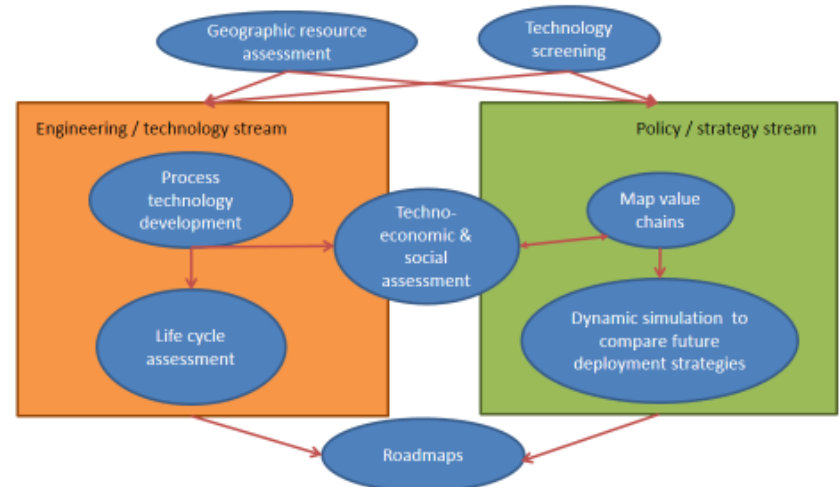 Geographic resource
assessment
Technology
screening
Engineering / technology stream
Policy / strategy stream
Process
technology
development
Techno-
economic &
social
assessment
Map value
chains
Life cycle
assessment
Dynamic simulation to
compare future
deployment strategies
Roadmaps